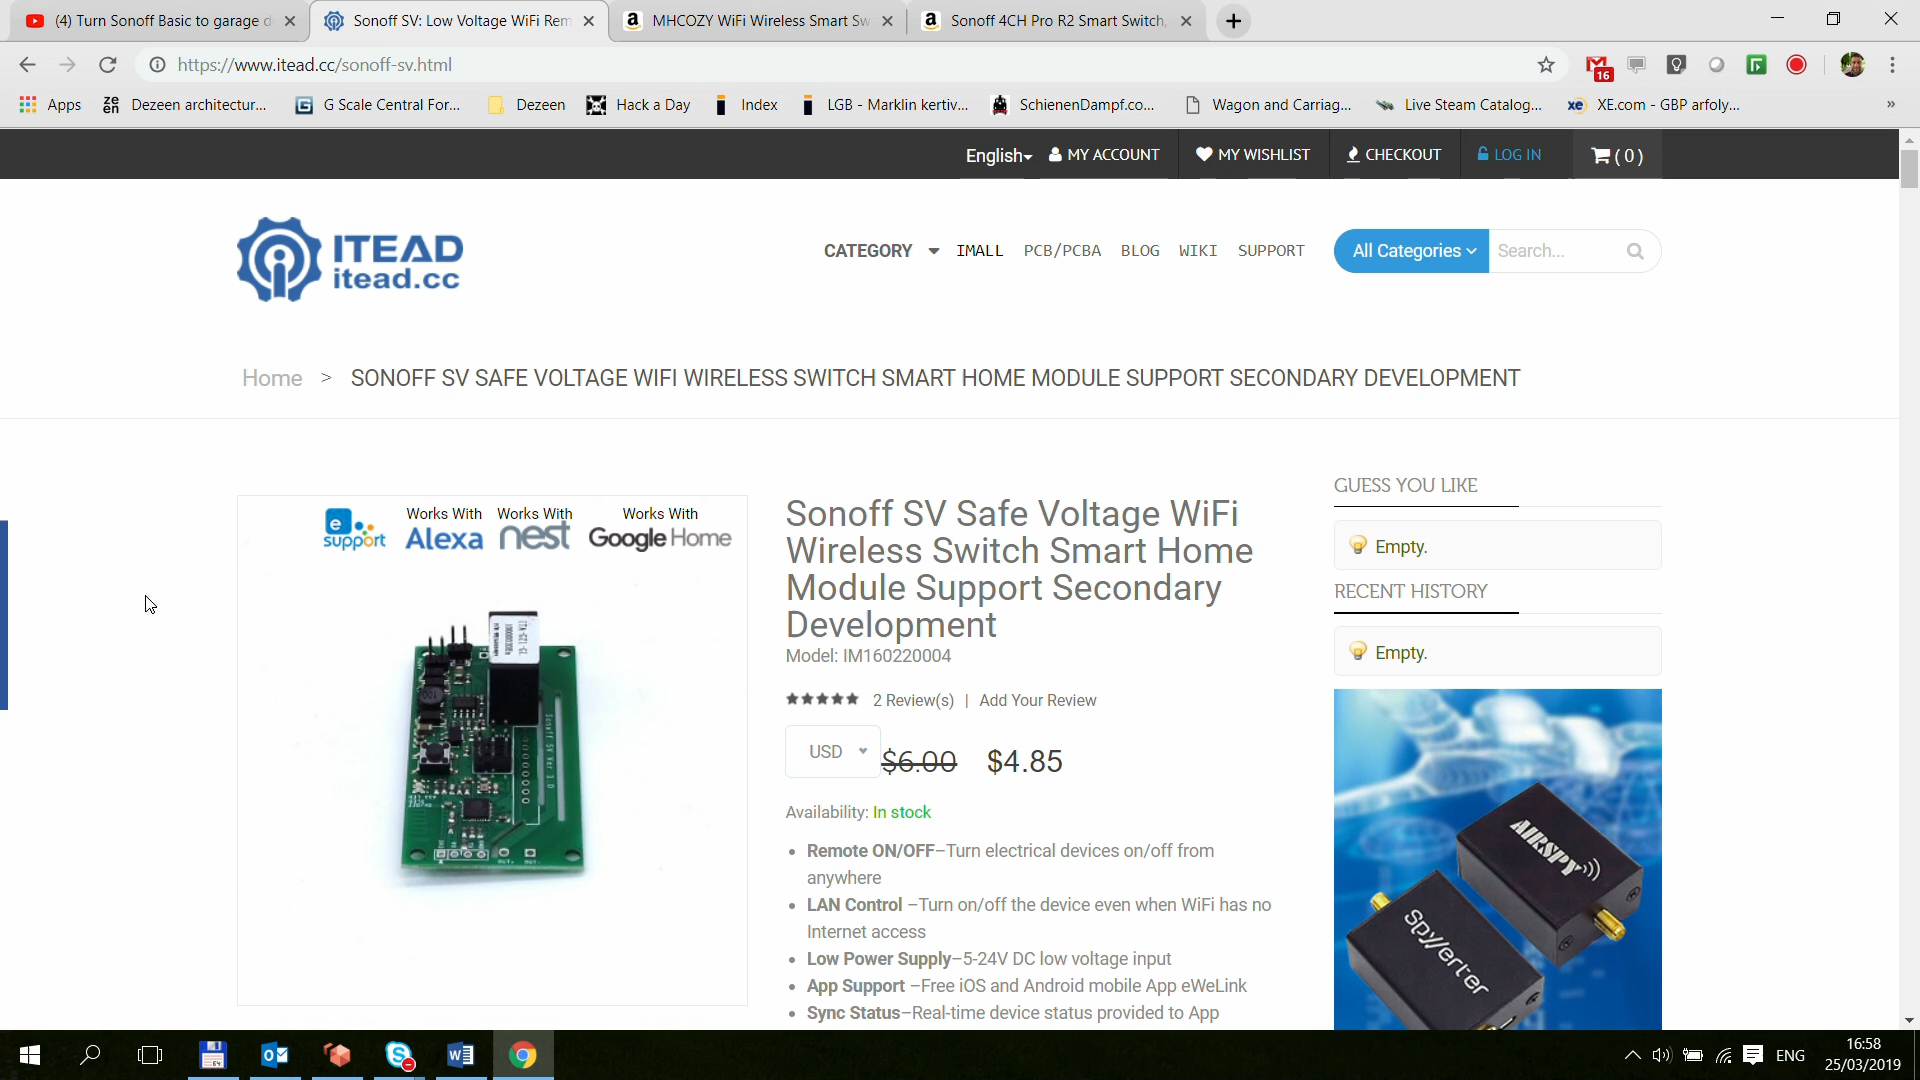 (4) Turn Sonoff Basic to garage d
Sonoff SV: Low Voltage WiFi Rem
MHCOZY WiFi Wireless Smart Sw
Sonoff 4CH Pro R2 Smart Switch,
https://www.itead.cc/sonoff-sv.html
16
Apps
Dezeen architectur...
G Scale Central For...
Dezeen
Hack a Day
Index
LGB - Marklin kertiv...
SchienenDampf.co...
Wagon and Carriag...
Live Steam Catalog...
XE.com - GBP arfoly...
English
MY ACCOUNT
MY WISHLIST
CHECKOUT
LOG IN
( 0 )
ITEAD
itead.cc
CATEGORY
IMALL
PCB/PCBA
BLOG
WIKI
SUPPORT
All Categories
Search...
Home > SONOFF SV SAFE VOLTAGE WIFI WIRELESS SWITCH SMART HOME MODULE SUPPORT SECONDARY DEVELOPMENT
e support
Works With Alexa
Works With nest
Works With Google Home
Sonoff SV Ver 1.0
Sonoff SV Safe Voltage WiFi
Wireless Switch Smart Home
Module Support Secondary
Development
Model: IM160220004
2 Review(s) | Add Your Review
USD
$6.00 $4.85
Availability: In stock
• Remote ON/OFF–Turn electrical devices on/off from
anywhere
• LAN Control –Turn on/off the device even when WiFi has no
Internet access
• Low Power Supply–5-24V DC low voltage input
• App Support –Free iOS and Android mobile App eWeLink
• Sync Status–Real-time device status provided to App
GUESS YOU LIKE
Empty.
RECENT HISTORY
Empty.
AIRSPY
SpyVerter
ENG
16:58
25/03/2019